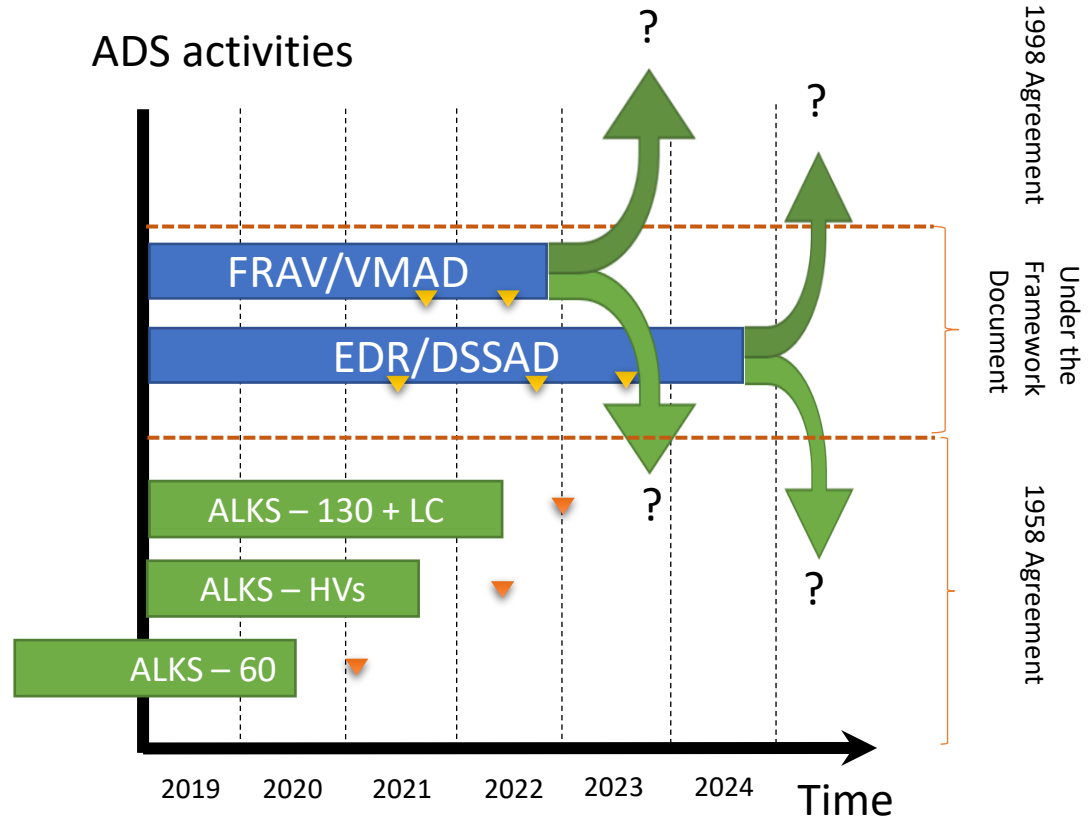 ADS activities
?
?
1998 Agreement
FRAV/VMAD
EDR/DSSAD
Under the
Framework
Document
ALKS – 130 + LC
?
ALKS – HVs
?
1958 Agreement
ALKS – 60
2019
2020
2021
2022
2023
2024
Time